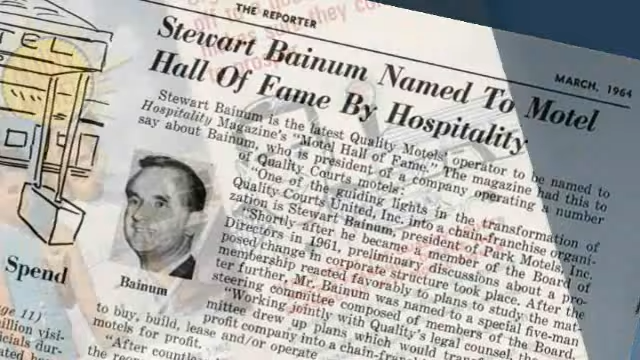 THE REPORTER
MARCH, 1964
Stewart Bainum Named To Motel
Hall Of Fame By Hospitality
Stewart Bainum is the latest Quality Motels' operator to be named to
Hospitality Magazine's "Motel Hall of Fame." The magazine had this to
say about Bainum, who is president of a company operating a number
of Quality Courts motels:
"One of the guiding lights in the transformation of
Quality Courts United, Inc. into a chain-franchise organi-
zation is Stewart Bainum, president of Park Motels, Inc.
"Shortly after he became a member of the Board of
Directors in 1961, preliminary discussions about a pro-
posed change in corporate structure took place. After the
membership reacted favorably to plans to study the mat-
ter further, Mr. Bainum was named to a special five-man
steering committee composed of members of the Board.
"Working jointly with Quality's legal counsel, the
mittee drew up plans which would
profit company into a chain-
Bainum
to buy, build, lease and/or operate
motels for profit.
"After
TEL
Spend